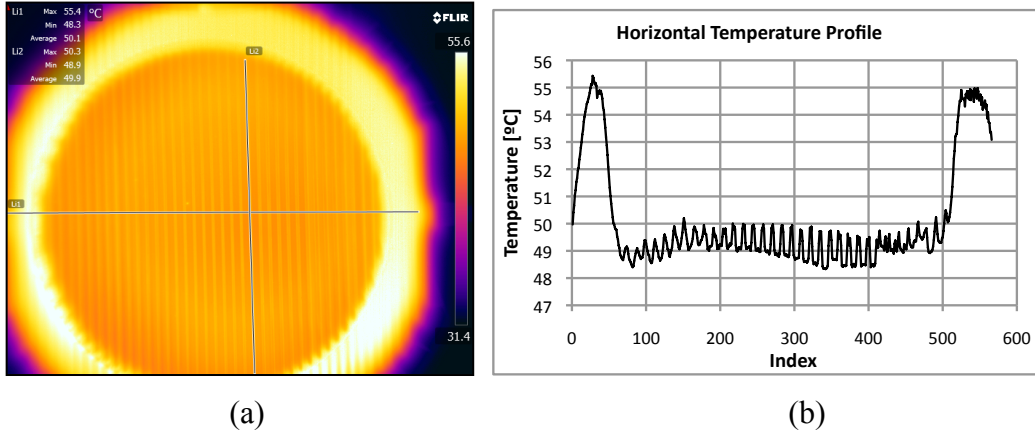 Li1 Max 55.4 ºC
Min 48.3
Average 50.1
Li2 Max 50.3
Min 48.9
Average 49.9
FLIR
55.6
Li2
Li1
31.4
(a)
Horizontal Temperature Profile
Temperature [ºC]
56
55
54
53
52
51
50
49
48
47
0 100 200 300 400 500 600
Index
(b)